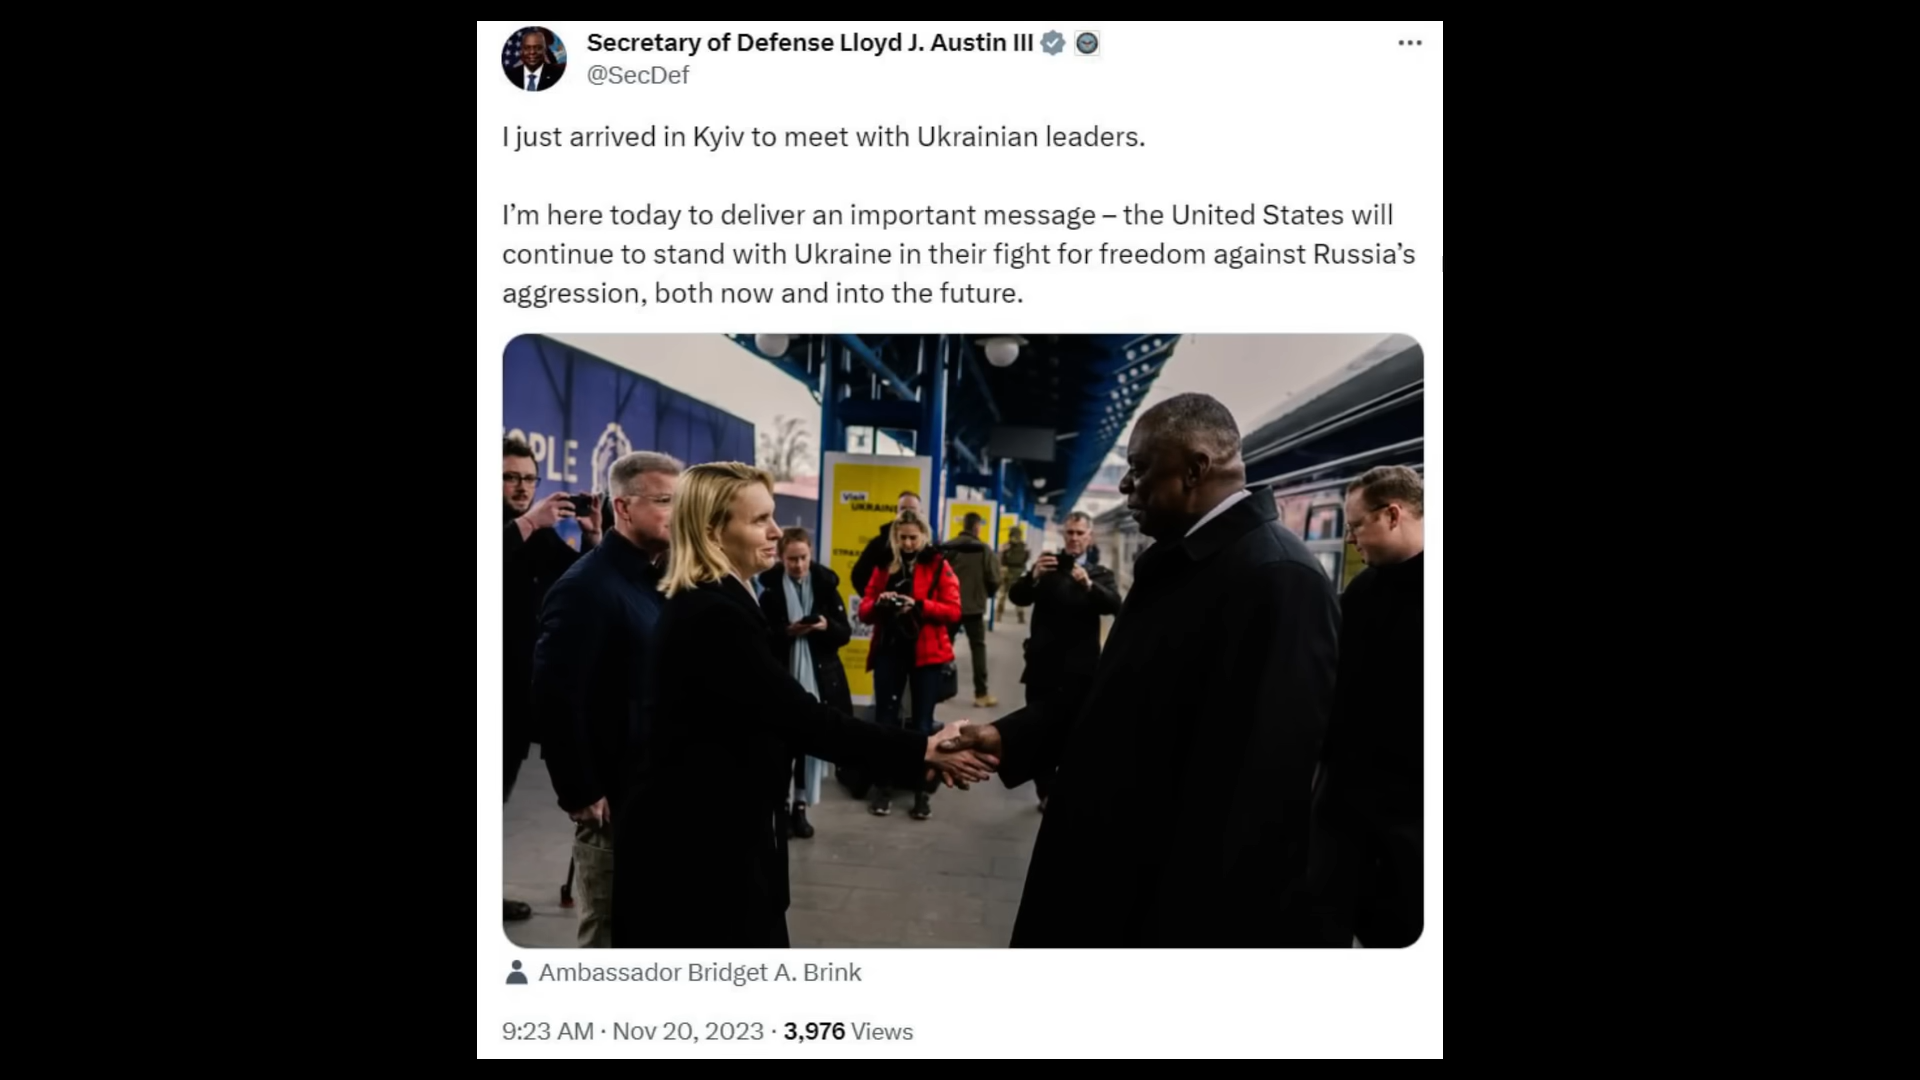 Secretary of Defense Lloyd J. Austin III
@SecDef
I just arrived in Kyiv to meet with Ukrainian leaders.
I’m here today to deliver an important message – the United States will
continue to stand with Ukraine in their fight for freedom against Russia’s
aggression, both now and into the future.
OPLE
Visit
UKRAINE
Ambassador Bridget A. Brink
9:23 AM · Nov 20, 2023 · 3,976 Views